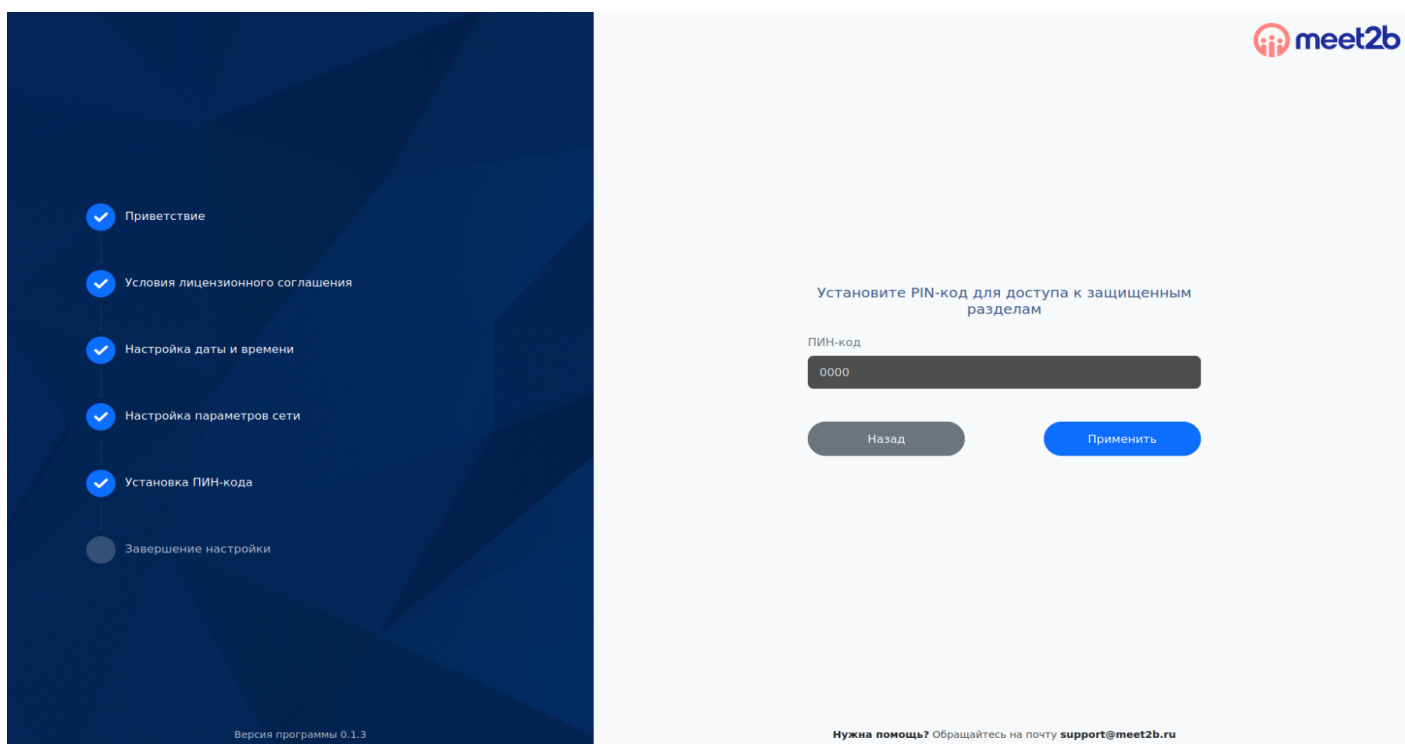 meet2b
Приветствие
Условия лицензионного соглашения
Настройка даты и времени
Настройка параметров сети
Установка ПИН-кода
Завершение настройки
Версия программы 0.1.3
Установите PIN-код для доступа к защищенным
разделам
ПИН-код
0000
Назад
Применить
Нужна помощь? Обращайтесь на почту support@meet2b.ru